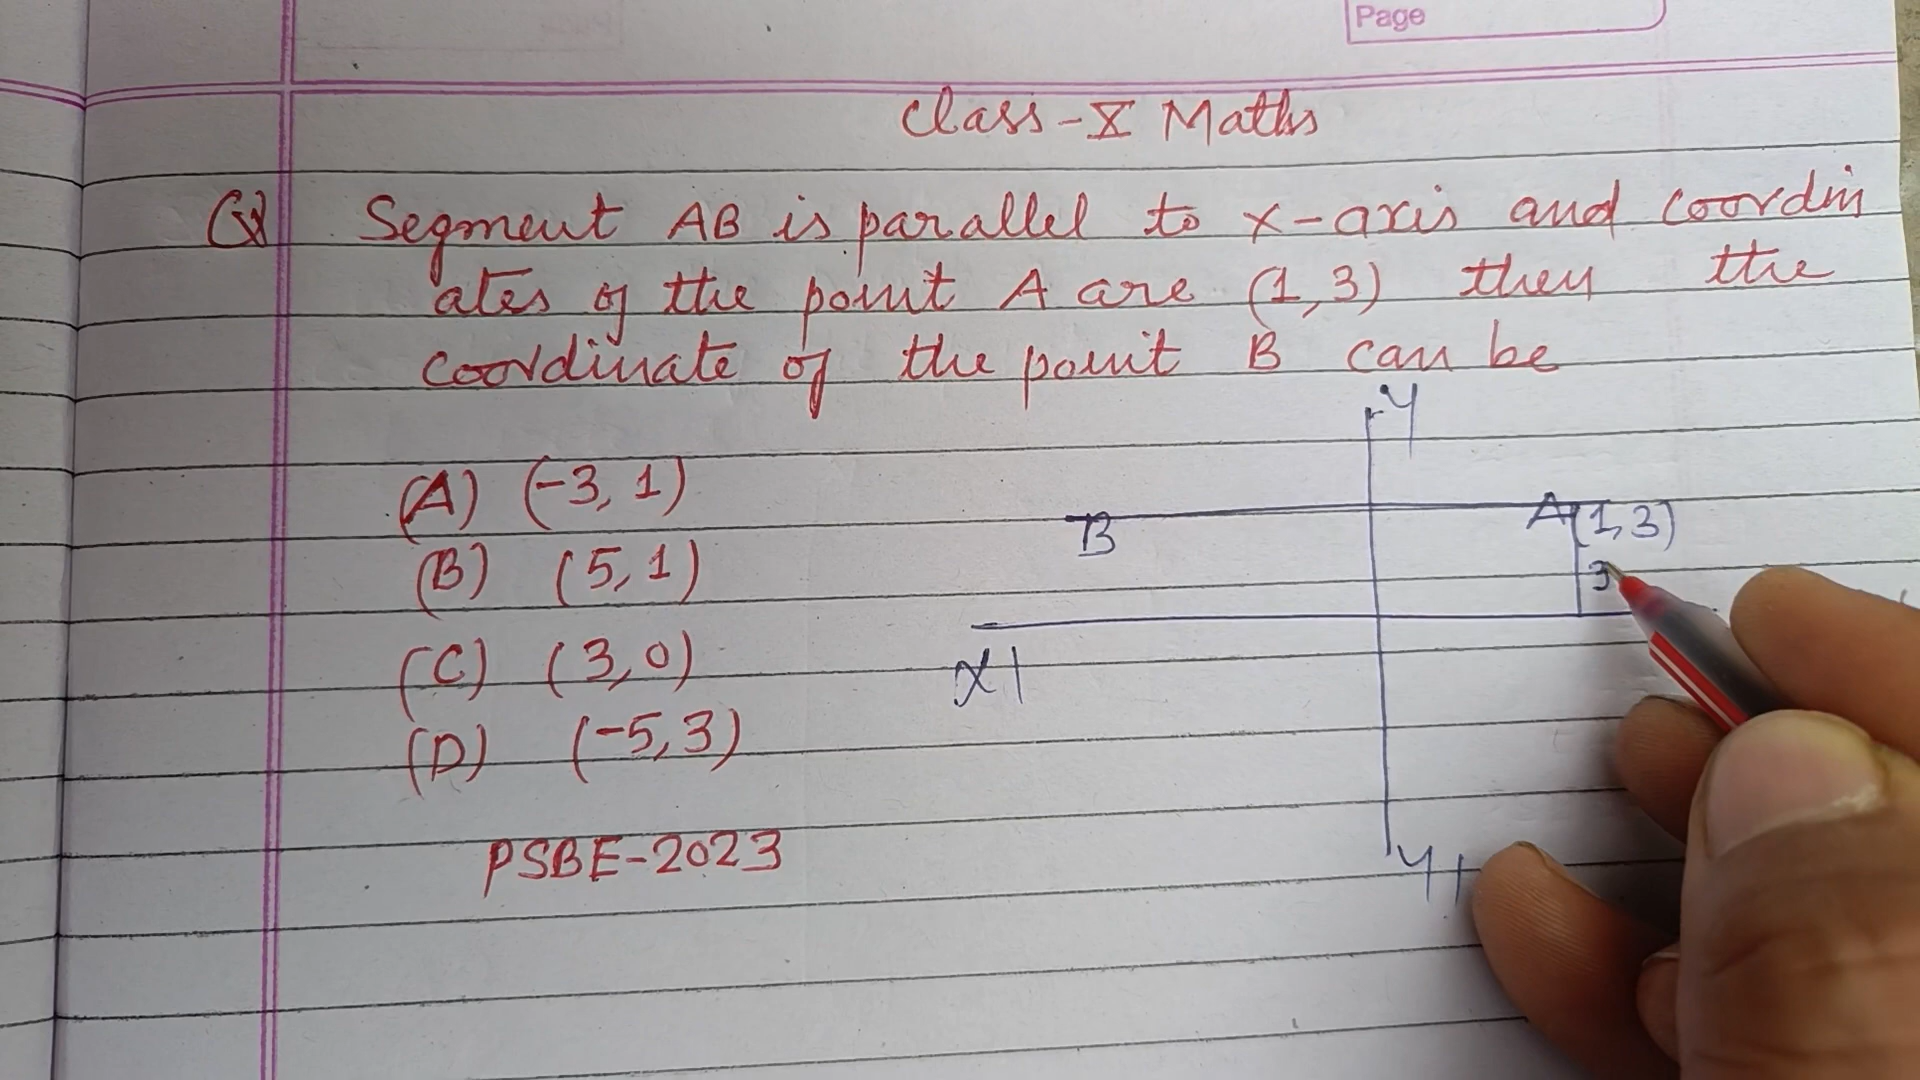 Page
Class-X Maths
Q Segment AB is parallel to x-axis and coordin
ates of the point A are (1,3) then the
coordinate of the point B can be
(A) (-3, 1)
(B) (5, 1)
(C) (3, 0)
(D) (-5, 3)
PSBE-2023
Y
B
A(1,3)
3
X1
Y1